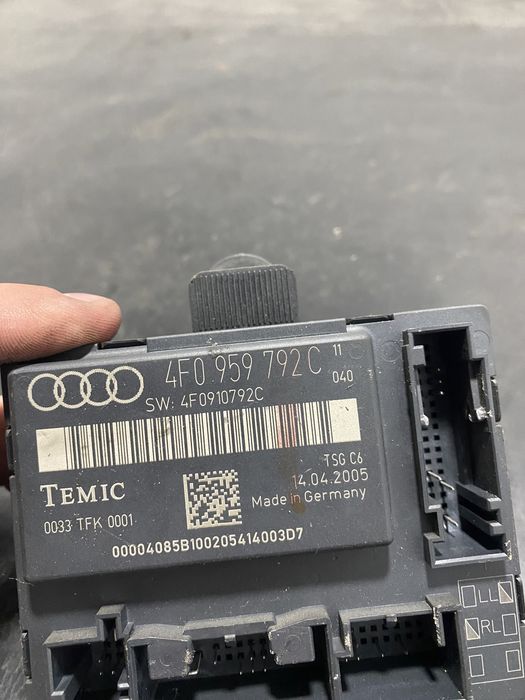 4F0 959 792 C 11
SW: 4F0910792C 040
TSG C6
TEMIC 14.04.2005
Made in Germany
0033 TFK 0001
00004085B100205414003D7
LL
RL